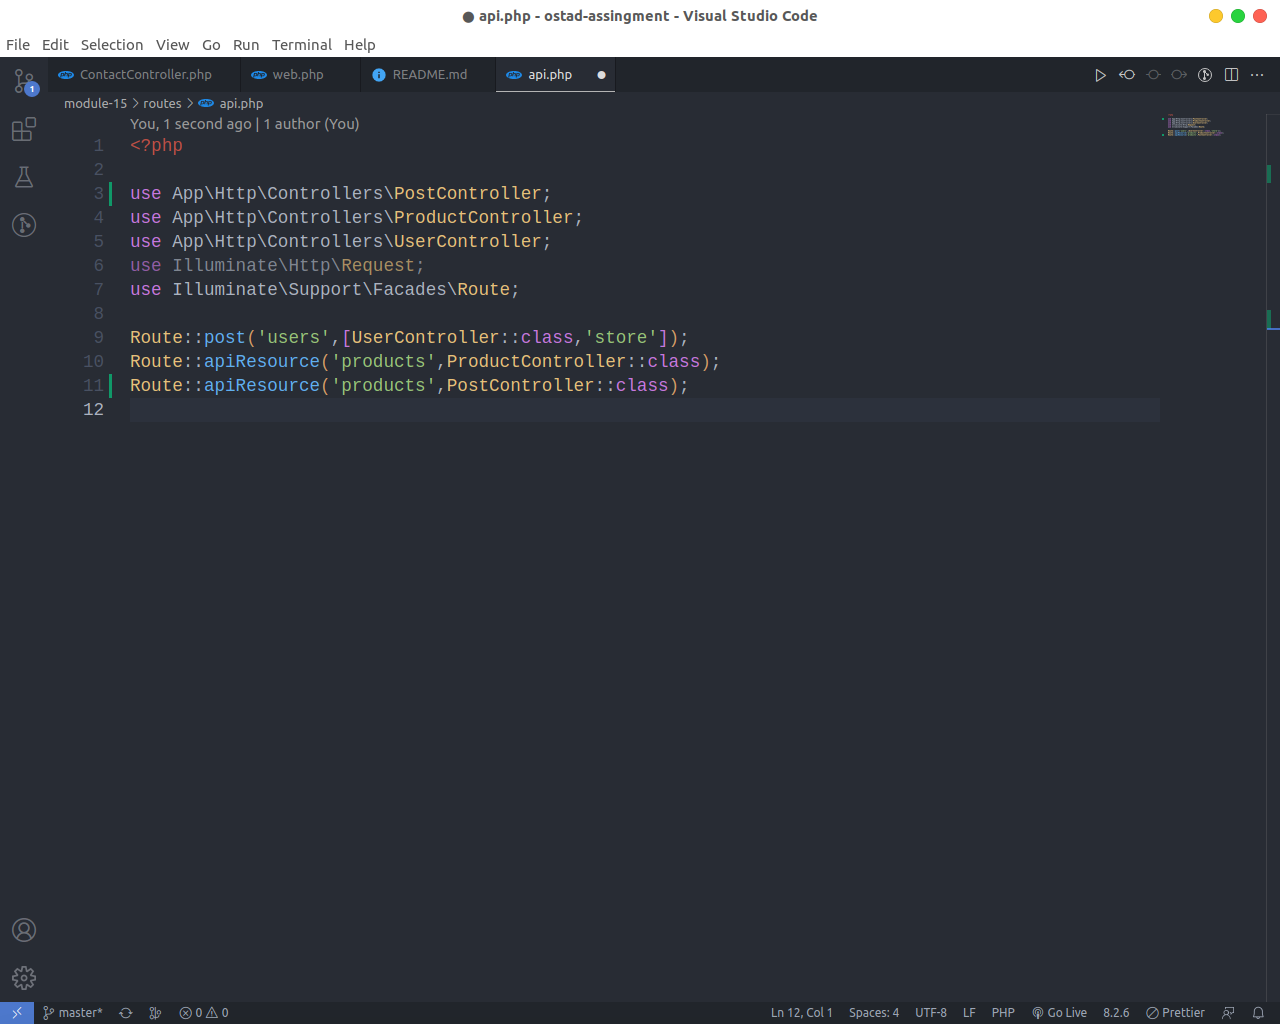 ● api.php - ostad-assingment - Visual Studio Code
File Edit Selection View Go Run Terminal Help
ContactController.php web.php README.md api.php ●
module-15 > routes > api.php
You, 1 second ago | 1 author (You)
1 <?php
2
3 use App\Http\Controllers\PostController;
4 use App\Http\Controllers\ProductController;
5 use App\Http\Controllers\UserController;
6 use Illuminate\Http\Request;
7 use Illuminate\Support\Facades\Route;
8
9 Route::post('users',[UserController::class,'store']);
10 Route::apiResource('products',ProductController::class);
11 Route::apiResource('products',PostController::class);
12
1
master* 0 0 Ln 12, Col 1 Spaces: 4 UTF-8 LF PHP Go Live 8.2.6 Prettier